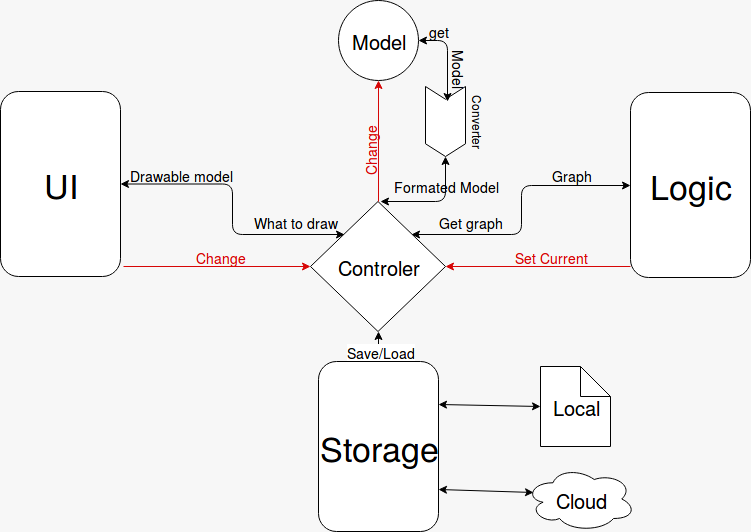 get
Model
Model
Converter
Change
UI
Drawable model
Formated Model
Graph
Logic
What to draw
Get graph
Change
Controler
Set Current
Save/Load
Local
Storage
Cloud